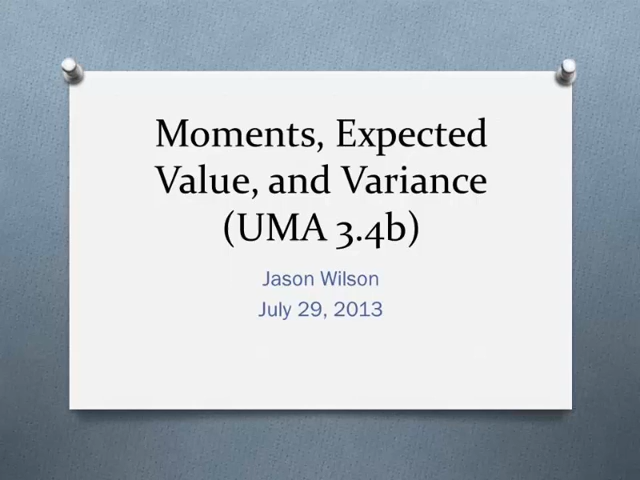 Moments, Expected
Value, and Variance
(UMA 3.4b)
Jason Wilson
July 29, 2013